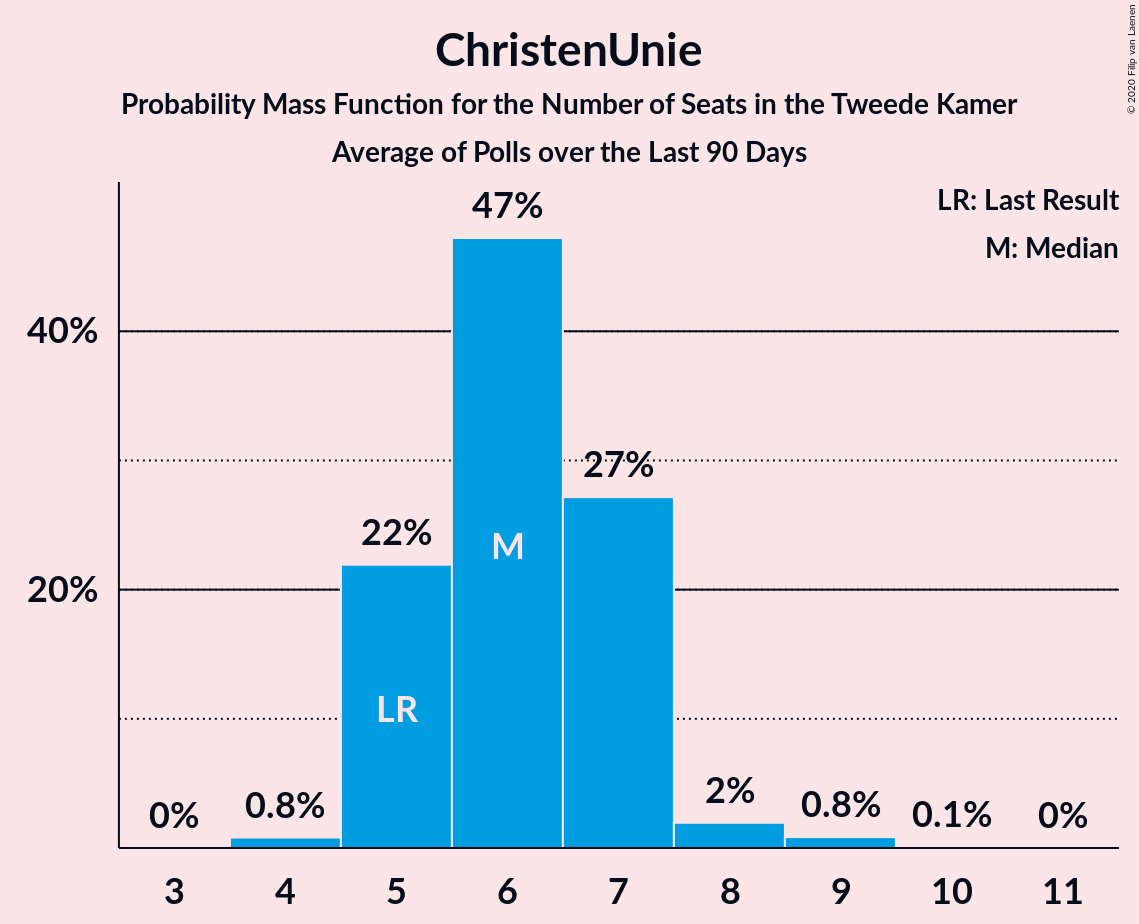 ChristenUnie
Probability Mass Function for the Number of Seats in the Tweede Kamer
Average of Polls over the Last 90 Days
© 2020 Filip van Laenen
LR: Last Result
M: Median
47%
40%
27%
22%
M
20%
LR
0%
0.8%
2%
0.8%
0.1%
0%
3 4 5 6 7 8 9 10 11